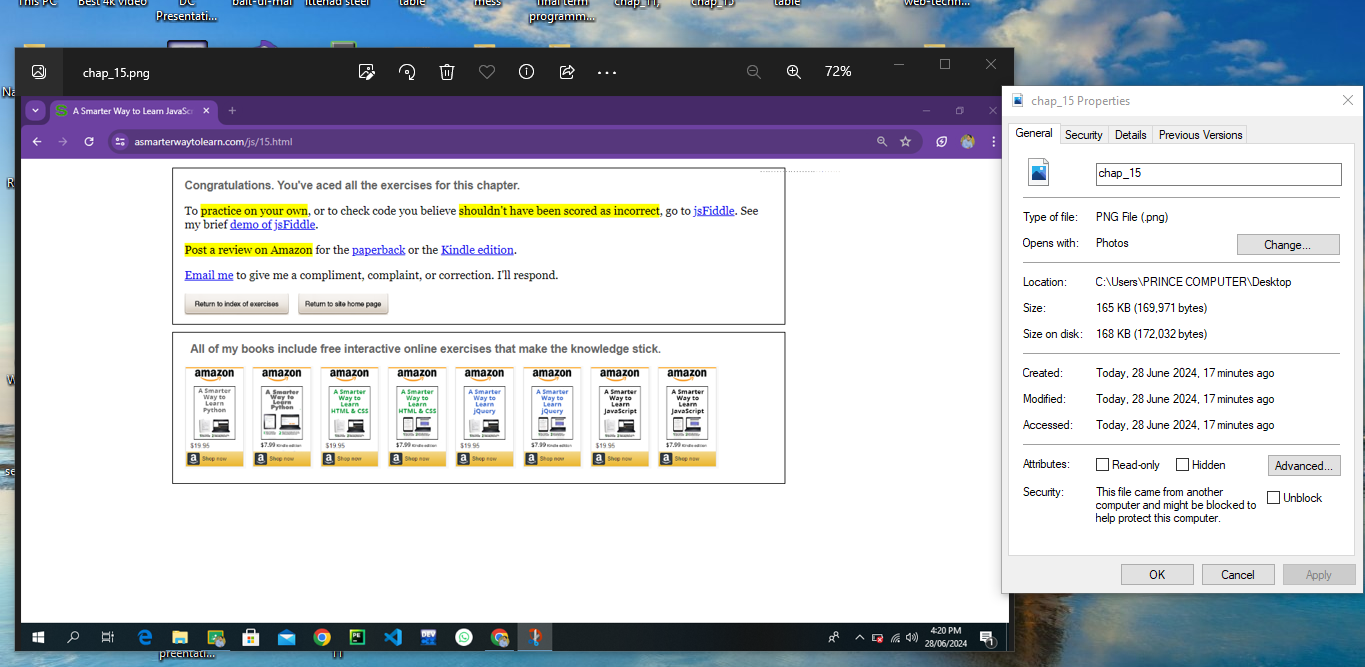 This PC
Best 4k video
DC
Presentati...
bait-ul-mal
ittehad steel
table
mess
final term
programm...
chap_11,
chap_15
table
web-techn...
chap_15.png
72%
A Smarter Way to Learn JavaSc
asmarterwaytolearn.com/js/15.html
Congratulations. You've aced all the exercises for this chapter.
To practice on your own, or to check code you believe shouldn't have been scored as incorrect, go to jsFiddle. See
my brief demo of jsFiddle.
Post a review on Amazon for the paperback or the Kindle edition.
Email me to give me a compliment, complaint, or correction. I'll respond.
Return to index of exercises
Return to site home page
All of my books include free interactive online exercises that make the knowledge stick.
amazon
A Smarter
Way to
Learn
Python
$19.95
Shop now
amazon
A Smarter
Way to
Learn
Python
$7.99 Kindle edition
Shop now
amazon
A Smarter
Way to
Learn
HTML & CSS
$19.95
Shop now
amazon
A Smarter
Way to
Learn
HTML & CSS
$7.99 Kindle edition
Shop now
amazon
A Smarter
Way to
Learn
jQuery
$19.95
Shop now
amazon
A Smarter
Way to
Learn
jQuery
$7.99 Kindle edition
Shop now
amazon
A Smarter
Way to
Learn
JavaScript
$19.95
Shop now
amazon
A Smarter
Way to
Learn
JavaScript
$7.99 Kindle edition
Shop now
4:20 PM
28/06/2024
1
chap_15 Properties
General
Security
Details
Previous Versions
chap_15
Type of file: PNG File (.png)
Opens with: Photos
Change...
Location: C:\Users\PRINCE COMPUTER\Desktop
Size: 165 KB (169,971 bytes)
Size on disk: 168 KB (172,032 bytes)
Created: Today, 28 June 2024, 17 minutes ago
Modified: Today, 28 June 2024, 17 minutes ago
Accessed: Today, 28 June 2024, 17 minutes ago
Attributes: Read-only Hidden Advanced...
Security: This file came from another
computer and might be blocked to
help protect this computer.
Unblock
OK
Cancel
Apply
preentati...